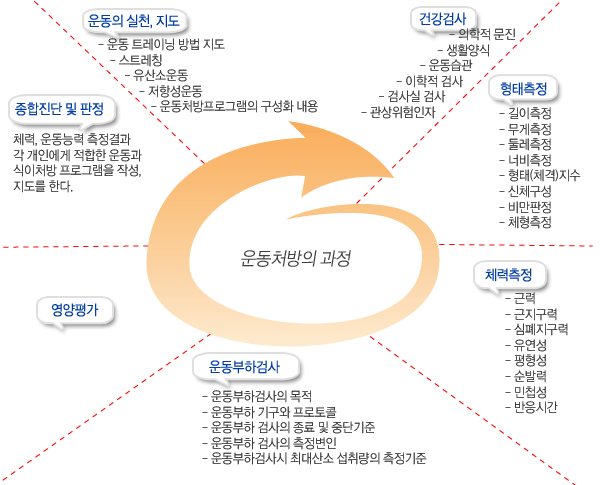 운동의 실천, 지도
– 운동 트레이닝 방법 지도
– 스트레칭
– 유산소운동
– 저항성운동
– 운동처방프로그램의 구성화 내용
건강검사
– 의학적 문진
– 생활양식
– 운동습관
– 이학적 검사
– 검사실 검사
– 관상위험인자
형태측정
– 길이측정
– 무게측정
– 둘레측정
– 너비측정
– 형태(체격)지수
– 신체구성
– 비만판정
– 체형측정
종합진단 및 판정
체력, 운동능력 측정결과
각 개인에게 적합한 운동과
식이처방 프로그램을 작성,
지도를 한다.
운동처방의 과정
체력측정
– 근력
– 근지구력
– 심폐지구력
– 유연성
– 평형성
– 순발력
– 민첩성
– 반응시간
영양평가
운동부하검사
– 운동부하검사의 목적
– 운동부하 기구와 프로토콜
– 운동부하 검사의 종료 및 중단기준
– 운동부하 검사의 측정변인
– 운동부하검사시 최대산소 섭취량의 측정기준